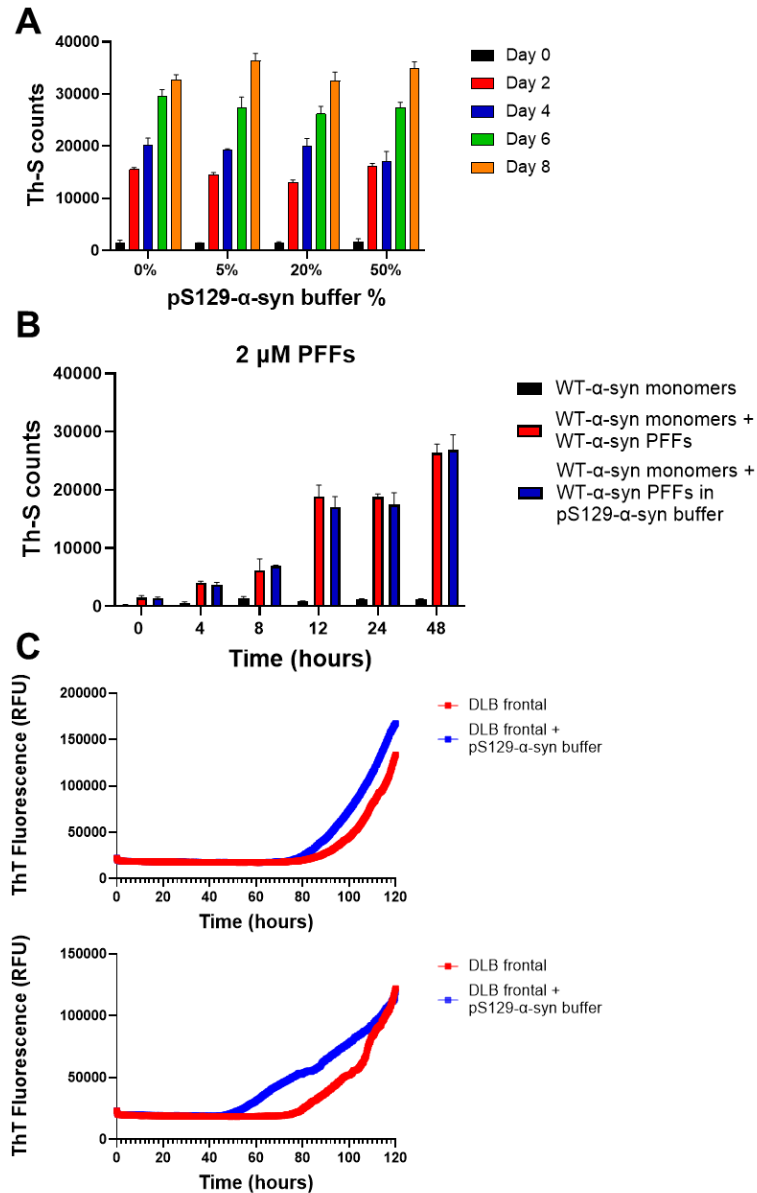 A
40000
30000
20000
10000
0
Th-S counts
0% 5% 20% 50%
pS129-α-syn buffer %
Day 0
Day 2
Day 4
Day 6
Day 8
B
2 µM PFFs
40000
30000
20000
10000
0
Th-S counts
0 4 8 12 24 48
Time (hours)
WT-α-syn monomers
WT-α-syn monomers +
WT-α-syn PFFs
WT-α-syn monomers +
WT-α-syn PFFs in
pS129-α-syn buffer
C
200000
150000
100000
50000
0
ThT Fluorescence (RFU)
0 20 40 60 80 100 120
Time (hours)
DLB frontal
DLB frontal +
pS129-α-syn buffer
150000
100000
50000
0
ThT Fluorescence (RFU)
0 20 40 60 80 100 120
Time (hours)
DLB frontal
DLB frontal +
pS129-α-syn buffer